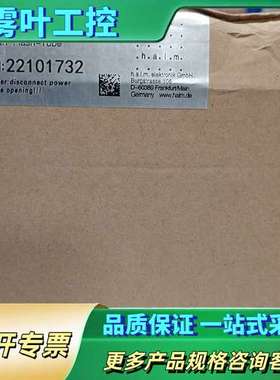 雾叶工控
-Flash-Tube
h.a.l.m.
:22101732
h.a.l.m. elektronik GmbH
Burgstrasse 106
D-60389 Frankfurt/Main
Germany www.halm.de
er:disconnect power
e opening!!!
开专票
品质保证 一站式采
更多产品规格咨询客